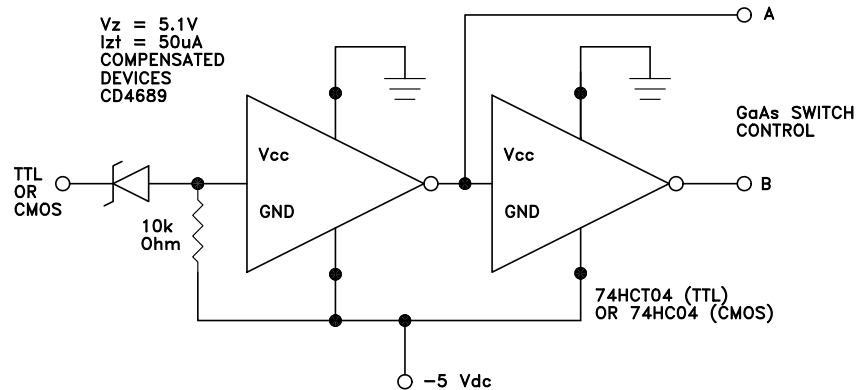 Vz = 5.1V
Izt = 50uA
COMPENSATED
DEVICES
CD4689
A
GaAs SWITCH
CONTROL
Vcc
Vcc
TTL
OR
CMOS
B
GND
GND
10k
Ohm
74HCT04 (TTL)
OR 74HC04 (CMOS)
-5 Vdc